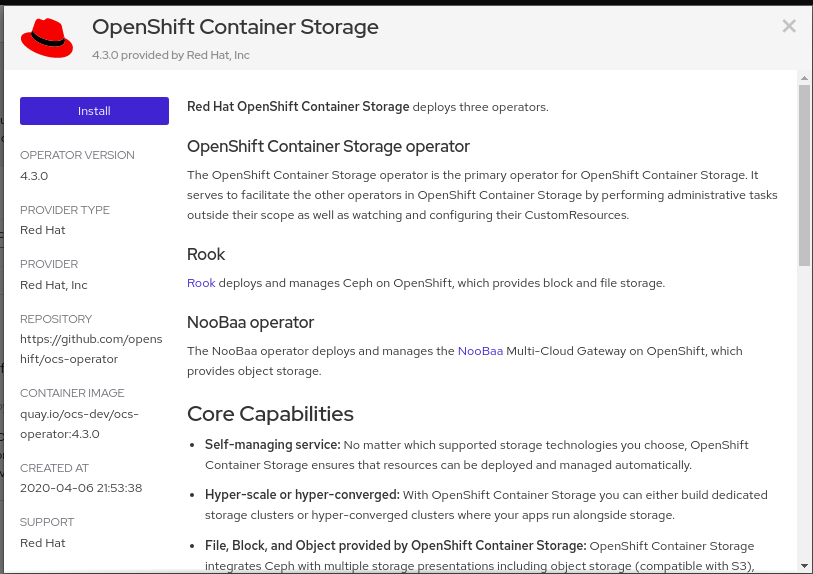 OpenShift Container Storage
4.3.0 provided by Red Hat, Inc
Install
OPERATOR VERSION
4.3.0
PROVIDER TYPE
Red Hat
PROVIDER
Red Hat, Inc
REPOSITORY
https://github.com/opens
hift/ocs-operator
CONTAINER IMAGE
quay.io/ocs-dev/ocs-
operator:4.3.0
CREATED AT
2020-04-06 21:53:38
SUPPORT
Red Hat
Red Hat OpenShift Container Storage deploys three operators.
OpenShift Container Storage operator
The OpenShift Container Storage operator is the primary operator for OpenShift Container Storage. It
serves to facilitate the other operators in OpenShift Container Storage by performing administrative tasks
outside their scope as well as watching and configuring their CustomResources.
Rook
Rook deploys and manages Ceph on OpenShift, which provides block and file storage.
NooBaa operator
The NooBaa operator deploys and manages the NooBaa Multi-Cloud Gateway on OpenShift, which
provides object storage.
Core Capabilities
• Self-managing service: No matter which supported storage technologies you choose, OpenShift
Container Storage ensures that resources can be deployed and managed automatically.
• Hyper-scale or hyper-converged: With OpenShift Container Storage you can either build dedicated
storage clusters or hyper-converged clusters where your apps run alongside storage.
• File, Block, and Object provided by OpenShift Container Storage: OpenShift Container Storage
integrates Ceph with multiple storage presentations including object storage (compatible with S3),